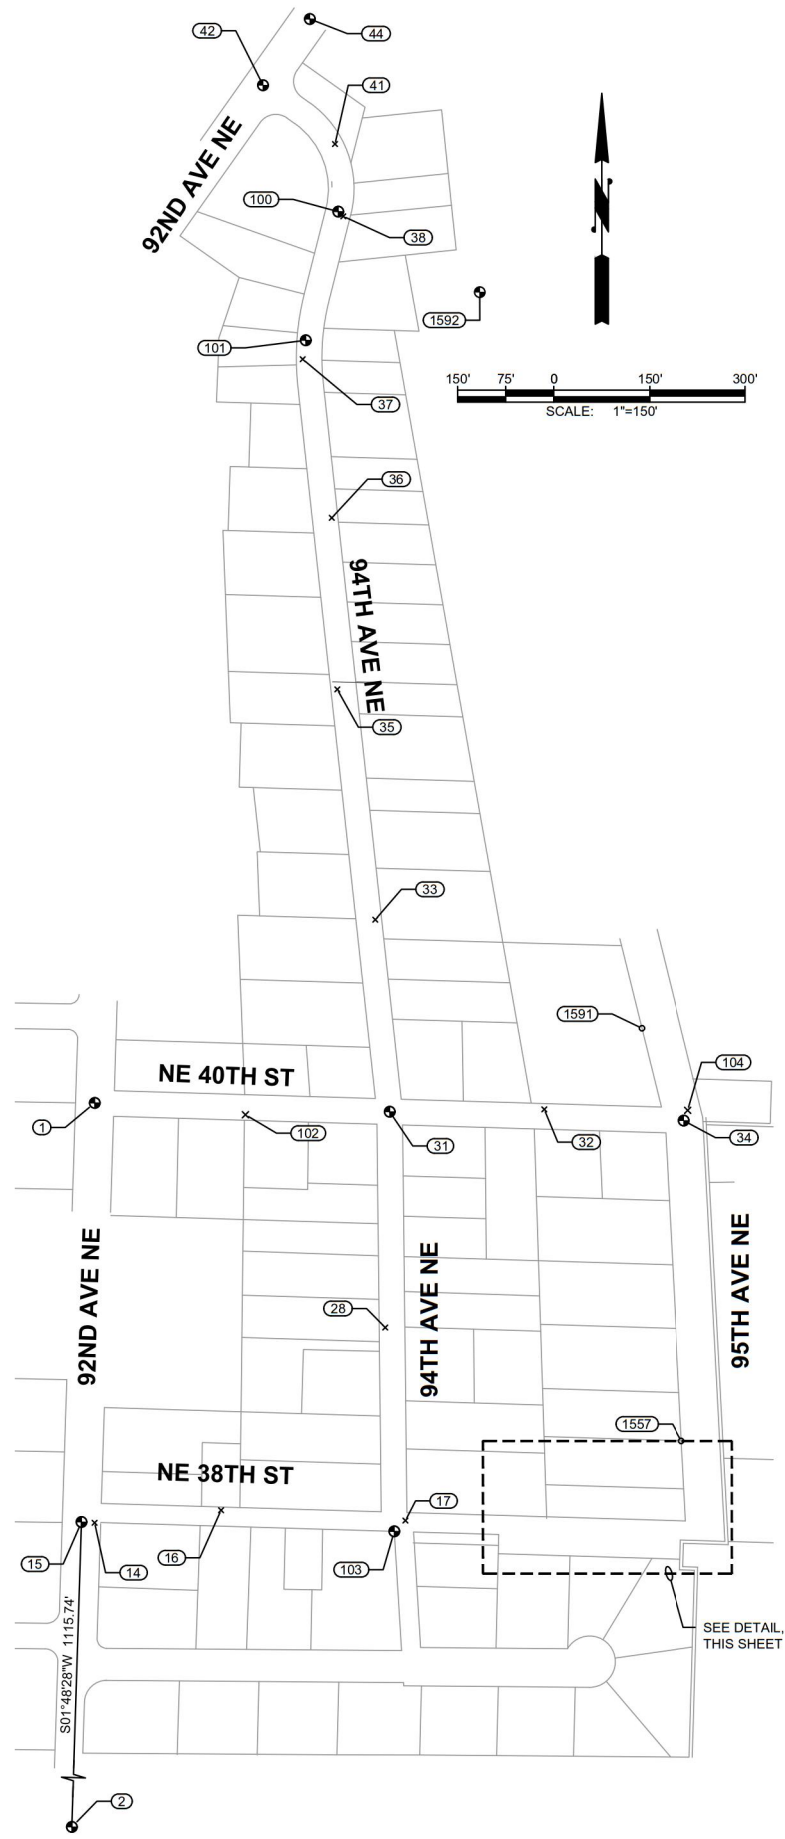 44
42
41
92ND AVE NE
100
38
N
1592
101
150' 75' 0 150' 300'
SCALE: 1"=150'
37
36
94TH AVE NE
35
33
1591
104
NE 40TH ST
1
102
31
32
34
92ND AVE NE
94TH AVE NE
95TH AVE NE
28
1557
NE 38TH ST
17
15
14
16
103
SEE DETAIL,
THIS SHEET
S01°48'28"W 1115.74'
2